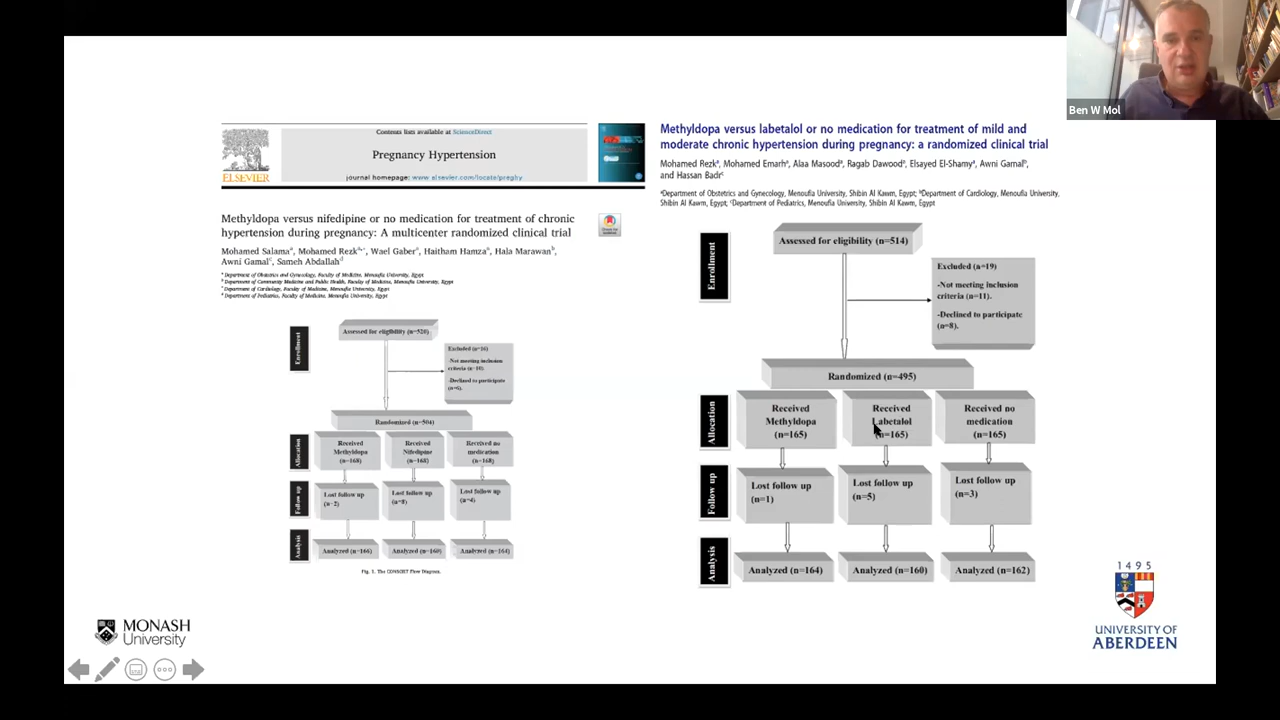 Ben W Mol
Contents lists available at ScienceDirect
Pregnancy Hypertension
journal homepage: www.elsevier.com/locate/preghy
ELSEVIER
Methyldopa versus nifedipine or no medication for treatment of chronic
hypertension during pregnancy: A multicenter randomized clinical trial
Mohamed Salama, Mohamed Rezk, Wael Gaber, Haitham Hamza, Hala Marawan,
Awni Gamal, Sameh Abdallah
a Department of Obstetrics and Gynecology, Faculty of Medicine, Menoufia University, Egypt
b Department of Community Medicine and Public Health, Faculty of Medicine, Menoufia University, Egypt
c Department of Cardiology, Faculty of Medicine, Menoufia University, Egypt
d Department of Pediatrics, Faculty of Medicine, Menoufia University, Egypt
Enrollment
Assessed for eligibility (n=520)
Excluded (n=16)
-Not meeting inclusion
criteria (n=10).
-Declined to participate
(n=6).
Randomized (n=504)
Allocation
Received
Methyldopa
(n=168)
Received
Nifedipine
(n=168)
Received no
medication
(n=168)
Follow up
Lost follow up
(n=2)
Lost follow up
(n=8)
Lost follow up
(n=4)
Analysis
Analyzed (n=166)
Analyzed (n=160)
Analyzed (n=164)
Fig. 1. The CONSORT Flow Diagram.
Methyldopa versus labetalol or no medication for treatment of mild and
moderate chronic hypertension during pregnancy: a randomized clinical trial
Mohamed Rezkᵃ, Mohamed Emarhᵃ, Alaa Masoodᵃ, Ragab Dawoodᵃ, Elsayed El-Shamyᵃ, Awni Gamalᵇ,
and Hassan Badrᶜ
ᵃDepartment of Obstetrics and Gynecology, Menoufia University, Shibin Al Kawm, Egypt; ᵇDepartment of Cardiology, Menoufia University,
Shibin Al Kawm, Egypt; ᶜDepartment of Pediatrics, Menoufia University, Shibin Al Kawm, Egypt
Enrollment
Assessed for eligibility (n=514)
Excluded (n=19)
-Not meeting inclusion
criteria (n=11).
-Declined to participate
(n=8).
Randomized (n=495)
Allocation
Received
Methyldopa
(n=165)
Received
Labetalol
(n=165)
Received no
medication
(n=165)
Follow up
Lost follow up
(n=1)
Lost follow up
(n=5)
Lost follow up
(n=3)
Analysis
Analyzed (n=164)
Analyzed (n=160)
Analyzed (n=162)
MONASH
University
1495
UNIVERSITY OF
ABERDEEN